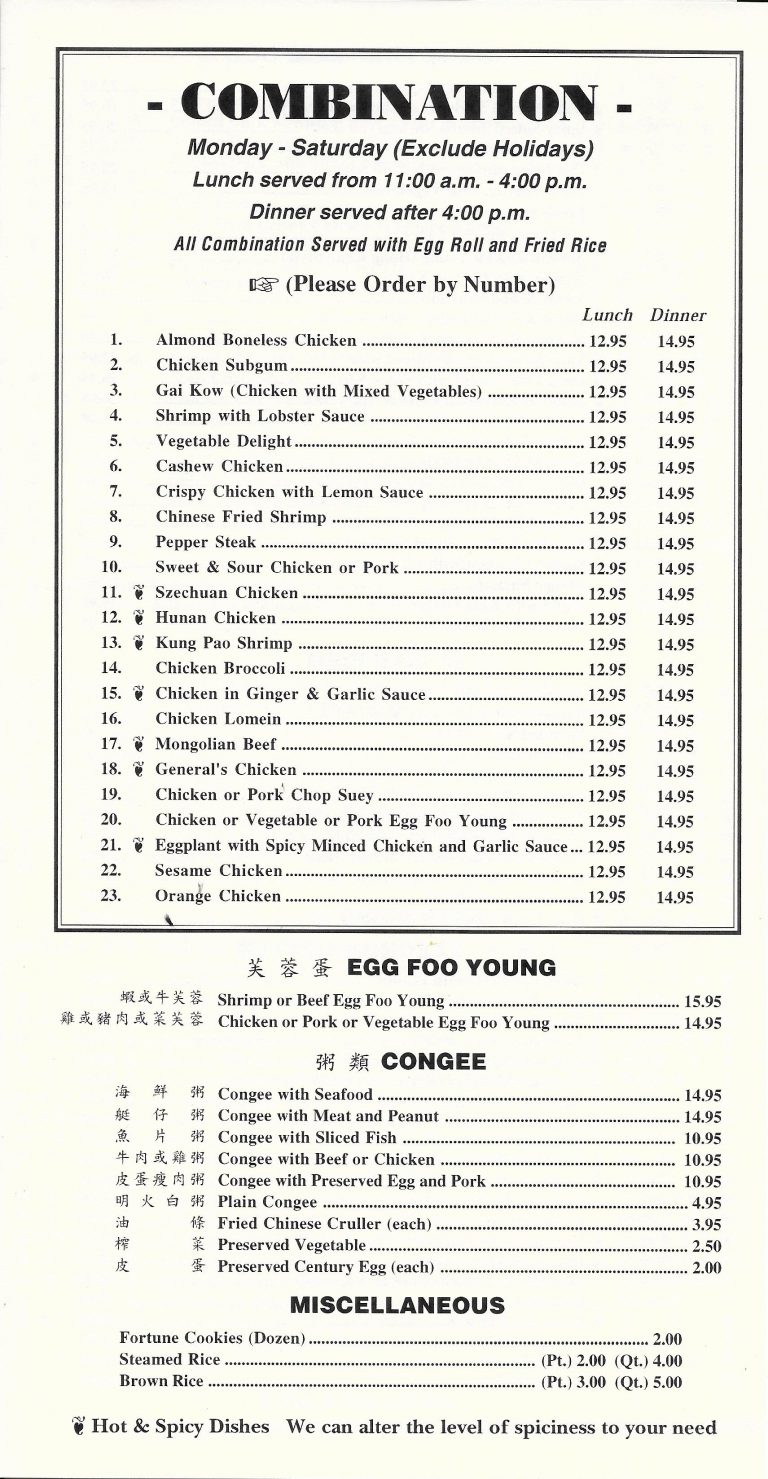 - COMBINATION -
Monday - Saturday (Exclude Holidays)
Lunch served from 11:00 a.m. - 4:00 p.m.
Dinner served after 4:00 p.m.
All Combination Served with Egg Roll and Fried Rice
☞ (Please Order by Number)
Lunch Dinner
1. Almond Boneless Chicken 12.95 14.95
2. Chicken Subgum 12.95 14.95
3. Gai Kow (Chicken with Mixed Vegetables) 12.95 14.95
4. Shrimp with Lobster Sauce 12.95 14.95
5. Vegetable Delight 12.95 14.95
6. Cashew Chicken 12.95 14.95
7. Crispy Chicken with Lemon Sauce 12.95 14.95
8. Chinese Fried Shrimp 12.95 14.95
9. Pepper Steak 12.95 14.95
10. Sweet & Sour Chicken or Pork 12.95 14.95
11. Szechuan Chicken 12.95 14.95
12. Hunan Chicken 12.95 14.95
13. Kung Pao Shrimp 12.95 14.95
14. Chicken Broccoli 12.95 14.95
15. Chicken in Ginger & Garlic Sauce 12.95 14.95
16. Chicken Lomein 12.95 14.95
17. Mongolian Beef 12.95 14.95
18. General's Chicken 12.95 14.95
19. Chicken or Pork Chop Suey 12.95 14.95
20. Chicken or Vegetable or Pork Egg Foo Young 12.95 14.95
21. Eggplant with Spicy Minced Chicken and Garlic Sauce 12.95 14.95
22. Sesame Chicken 12.95 14.95
23. Orange Chicken 12.95 14.95
芙蓉蛋 EGG FOO YOUNG
蝦或牛芙蓉 Shrimp or Beef Egg Foo Young 15.95
雞或豬肉或菜芙蓉 Chicken or Pork or Vegetable Egg Foo Young 14.95
粥類 CONGEE
海鮮粥 Congee with Seafood 14.95
艇仔粥 Congee with Meat and Peanut 14.95
魚片粥 Congee with Sliced Fish 10.95
牛肉或雞粥 Congee with Beef or Chicken 10.95
皮蛋瘦肉粥 Congee with Preserved Egg and Pork 10.95
明火白粥 Plain Congee 4.95
油條 Fried Chinese Cruller (each) 3.95
榨菜 Preserved Vegetable 2.50
皮蛋 Preserved Century Egg (each) 2.00
MISCELLANEOUS
Fortune Cookies (Dozen) 2.00
Steamed Rice (Pt.) 2.00 (Qt.) 4.00
Brown Rice (Pt.) 3.00 (Qt.) 5.00
Hot & Spicy Dishes We can alter the level of spiciness to your need